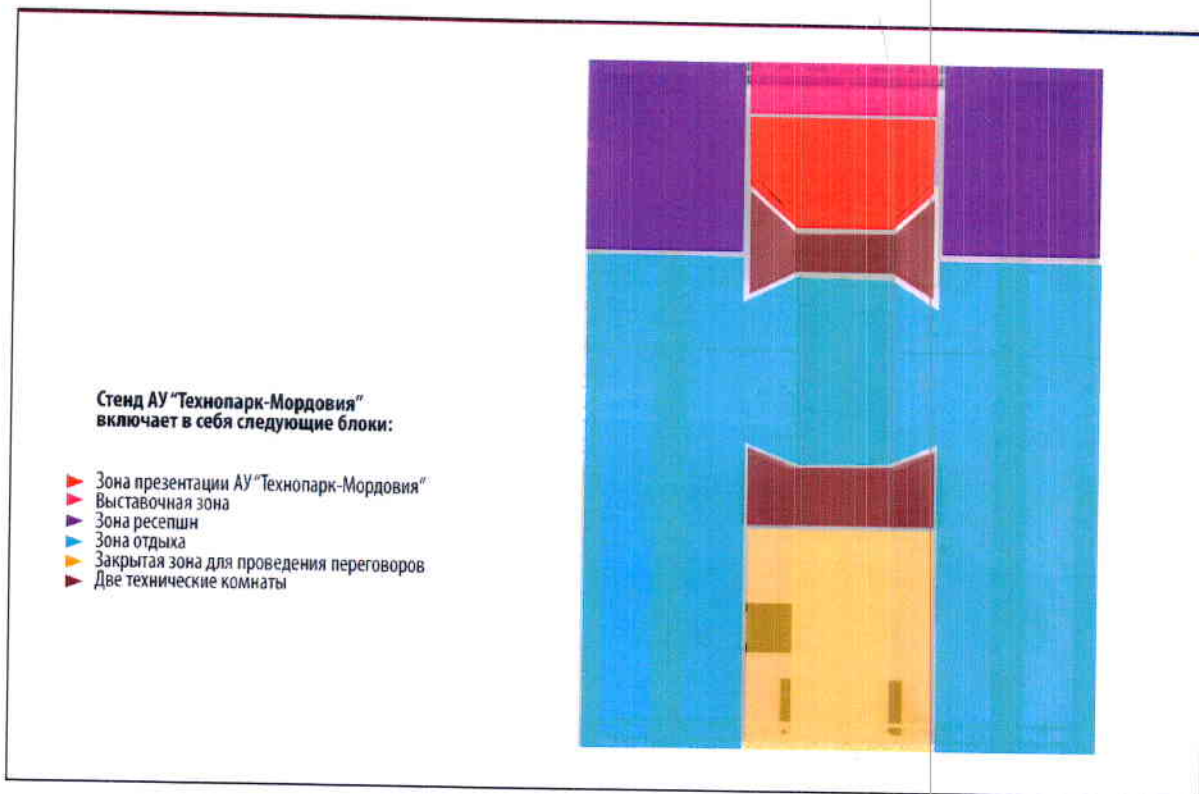 Стенд АУ "Технопарк-Мордовия"
включает в себя следующие блоки:
Зона презентации АУ "Технопарк-Мордовия"
Выставочная зона
Зона ресепшн
Зона отдыха
Закрытая зона для проведения переговоров
Две технические комнаты